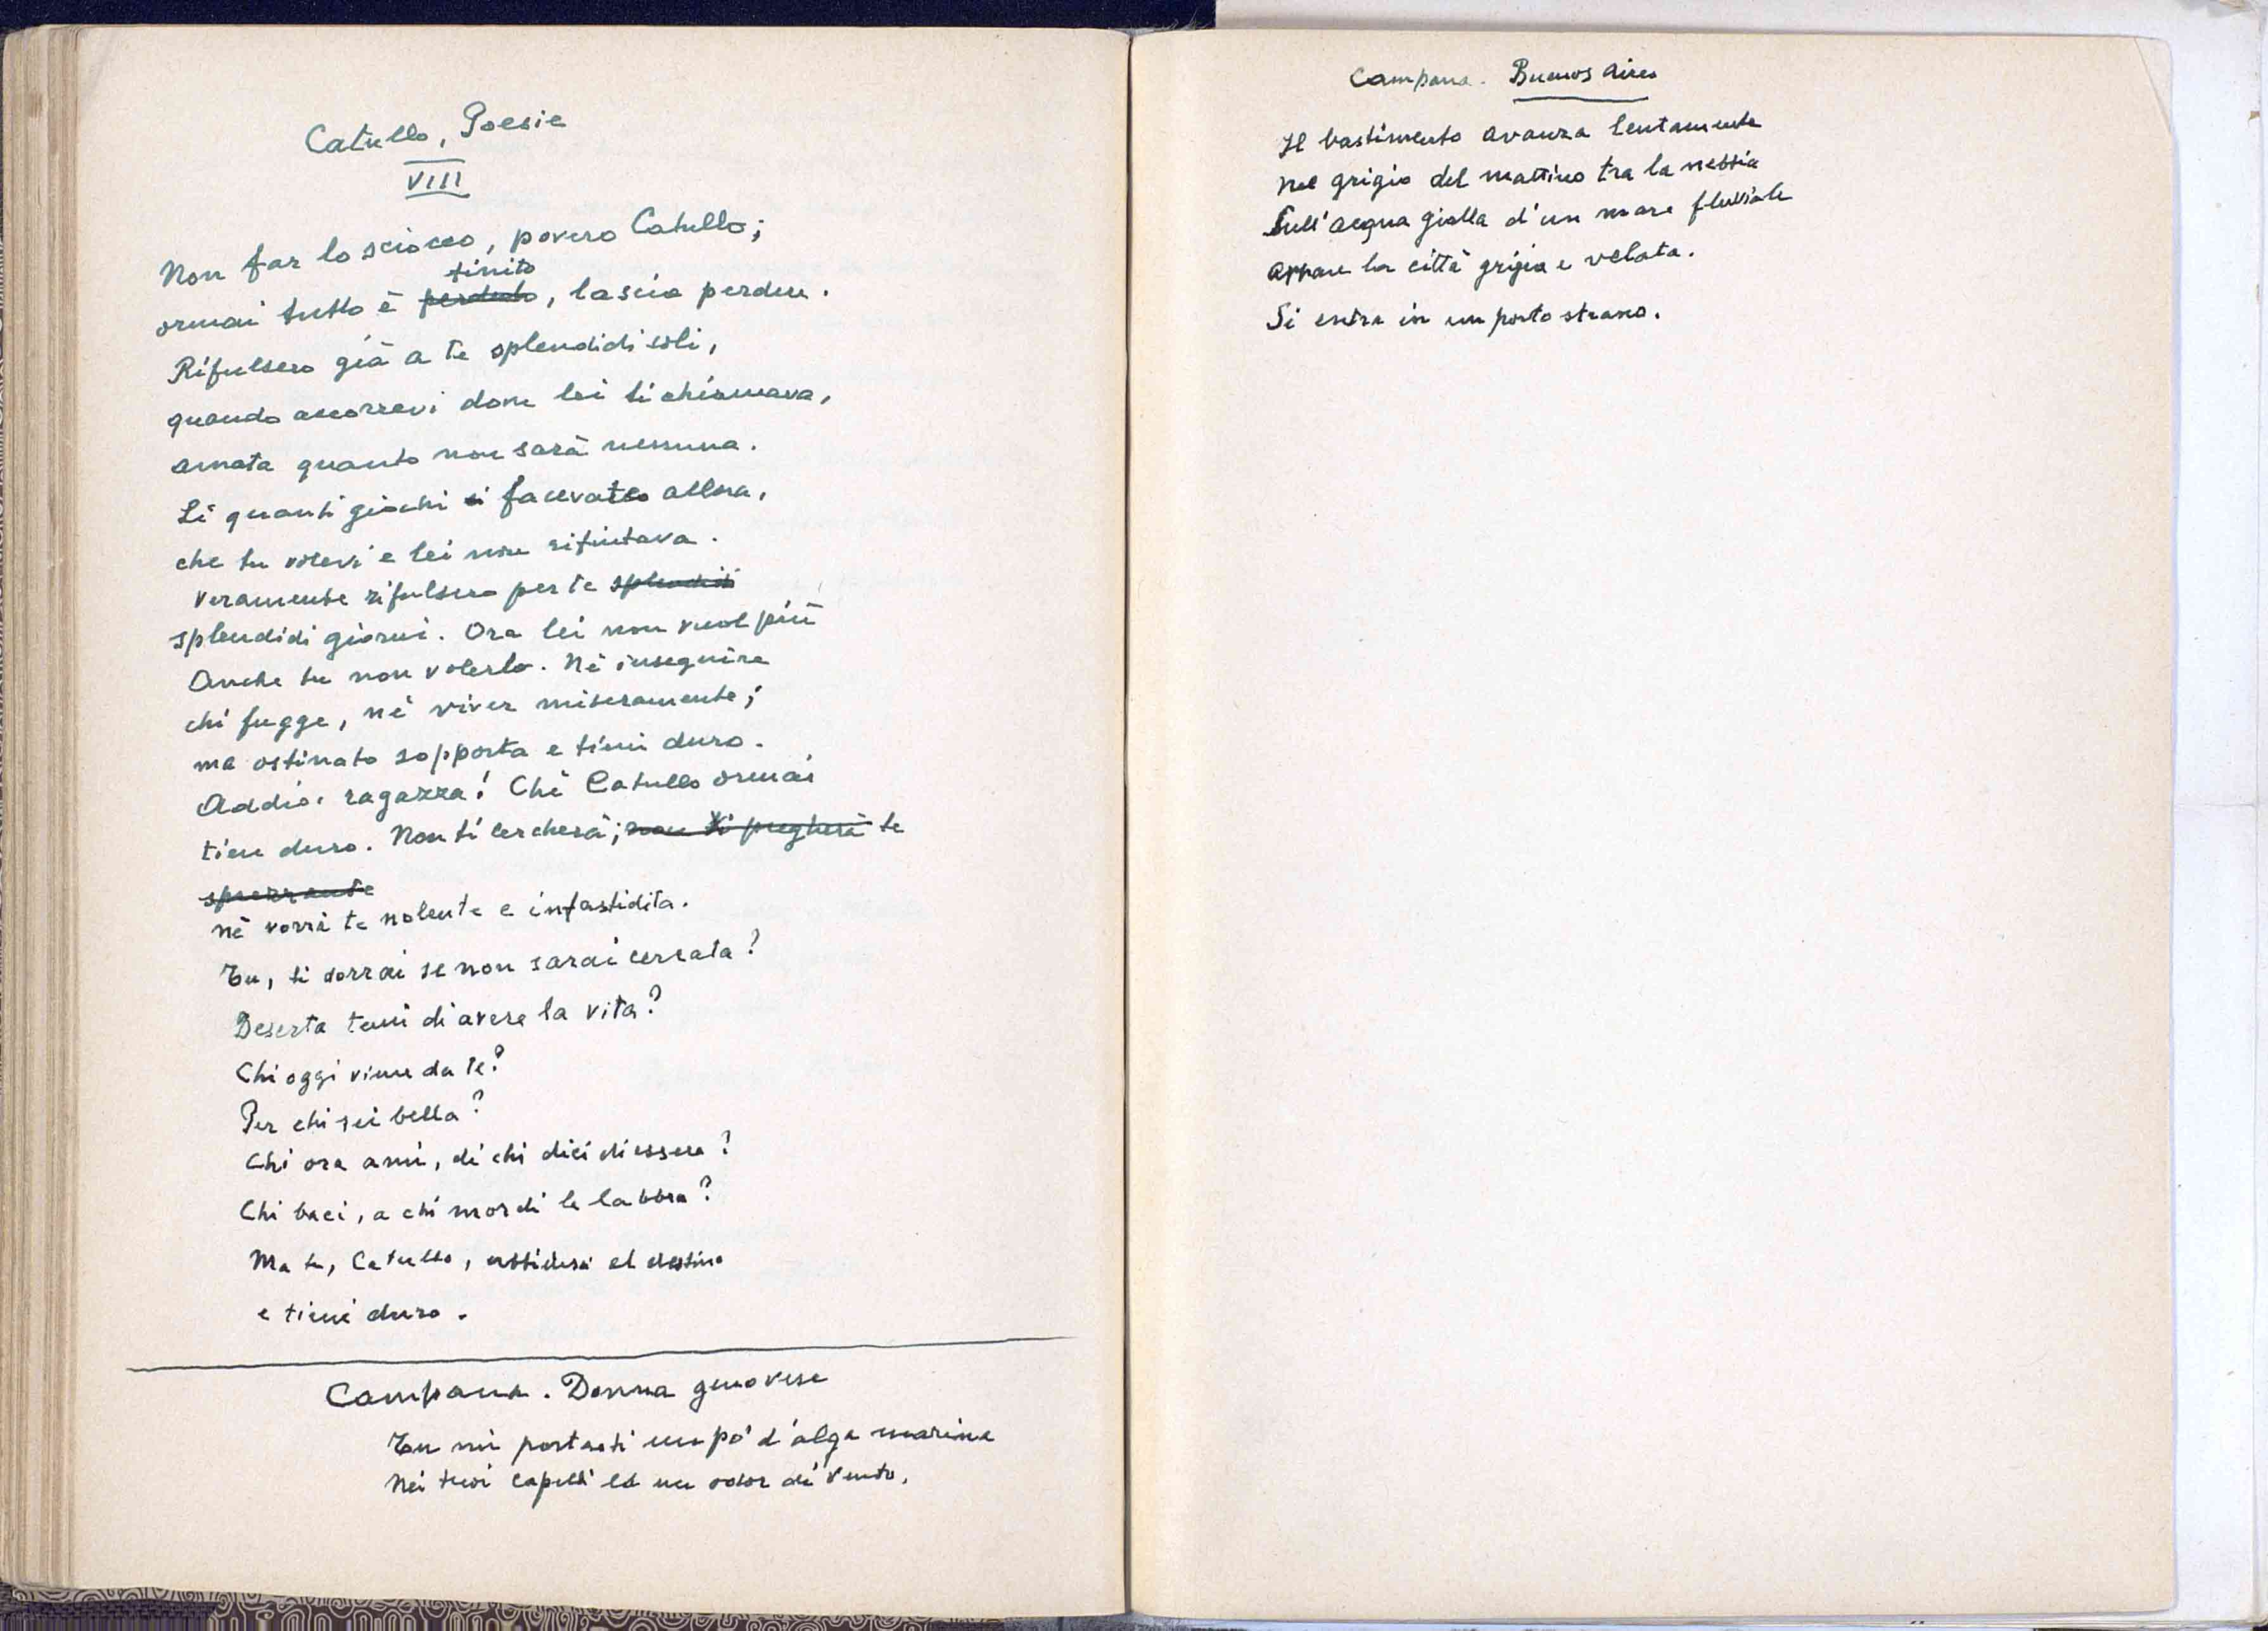 Catullo, Poesie
VIII
Non far lo sciocco, povero Catullo;
finito
ormai tutto è perduto, lascia perdere.
Rifulsero già a te splendidi soli,
quando accorrevi dove lei ti chiamava,
amata quanto non sarà nessuna.
Lì quanti giochi si facevate allora,
che tu volevi e lei non rifiutava.
Veramente rifulsero per te splendidi
splendidi giorni. Ora lei non vuol più
Anche tu non volerlo. Nè inseguire
chi fugge, nè viver miseramente;
ma ostinato sopporta e tieni duro.
Addio, ragazza! Chè Catullo ormai
tien duro. Non ti cercherà; non ti pregherà te
sprezzante
nè vorrà te nolente e infastidita.
Tu, ti dorrai se non sarai cercata?
Deserta temi di avere la vita?
Chi oggi viene da te?
Per chi sei bella?
Chi ora ami, di chi dici di essere?
Chi baci, a chi mordi le labbra?
Ma tu, Catullo, al destino
e tieni duro.
Campana. Donna genovese
Tu mi portasti un po' d'alga marina
Nei tuoi capelli ed un odor di vento.
Campana. Buenos Aires
Il bastimento avanza lentamente
Nel grigio del mattino tra la nebbia
Sull'acqua gialla d'un mare fluviale
Appare la città grigia e velata.
Si entra in un porto strano.